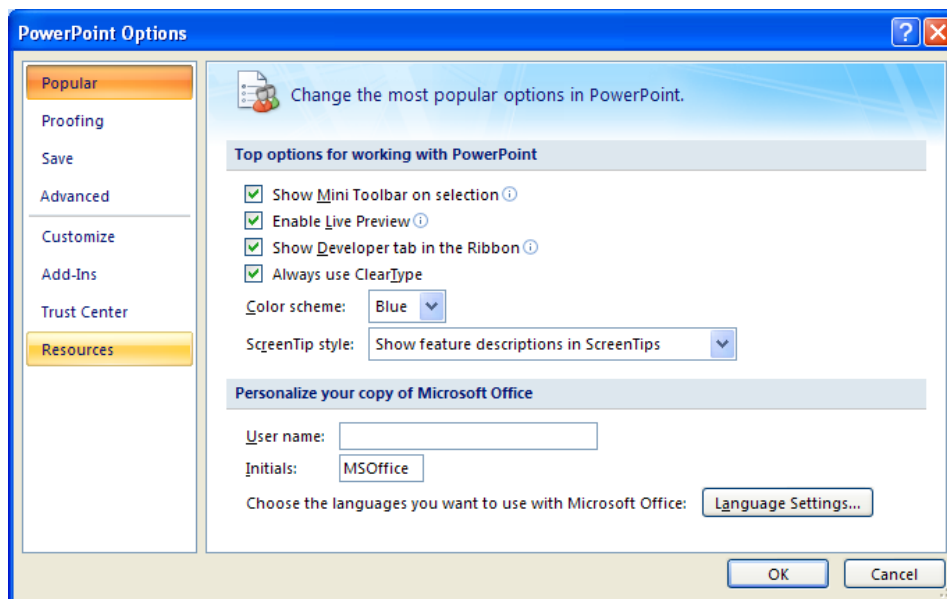 PowerPoint Options
Popular
Proofing
Save
Advanced
Customize
Add-Ins
Trust Center
Resources
Change the most popular options in PowerPoint.
Top options for working with PowerPoint
Show Mini Toolbar on selection
Enable Live Preview
Show Developer tab in the Ribbon
Always use ClearType
Color scheme: Blue
ScreenTip style: Show feature descriptions in ScreenTips
Personalize your copy of Microsoft Office
User name:
Initials: MSOffice
Choose the languages you want to use with Microsoft Office: Language Settings...
OK Cancel